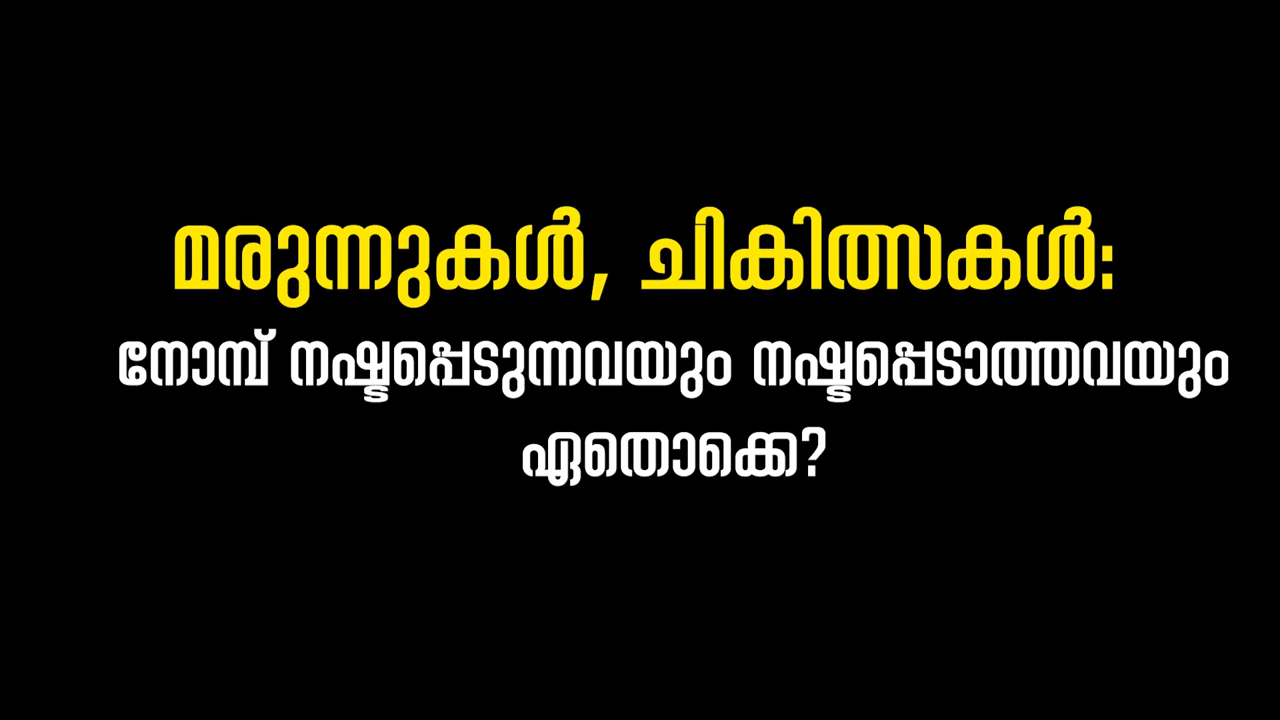 മരുന്നുകൾ, ചികിത്സകൾ:
നോമ്പ് നഷ്ടപ്പെടുന്നവയും നഷ്ടപ്പെടാത്തവയും
ഏതൊക്കെ?